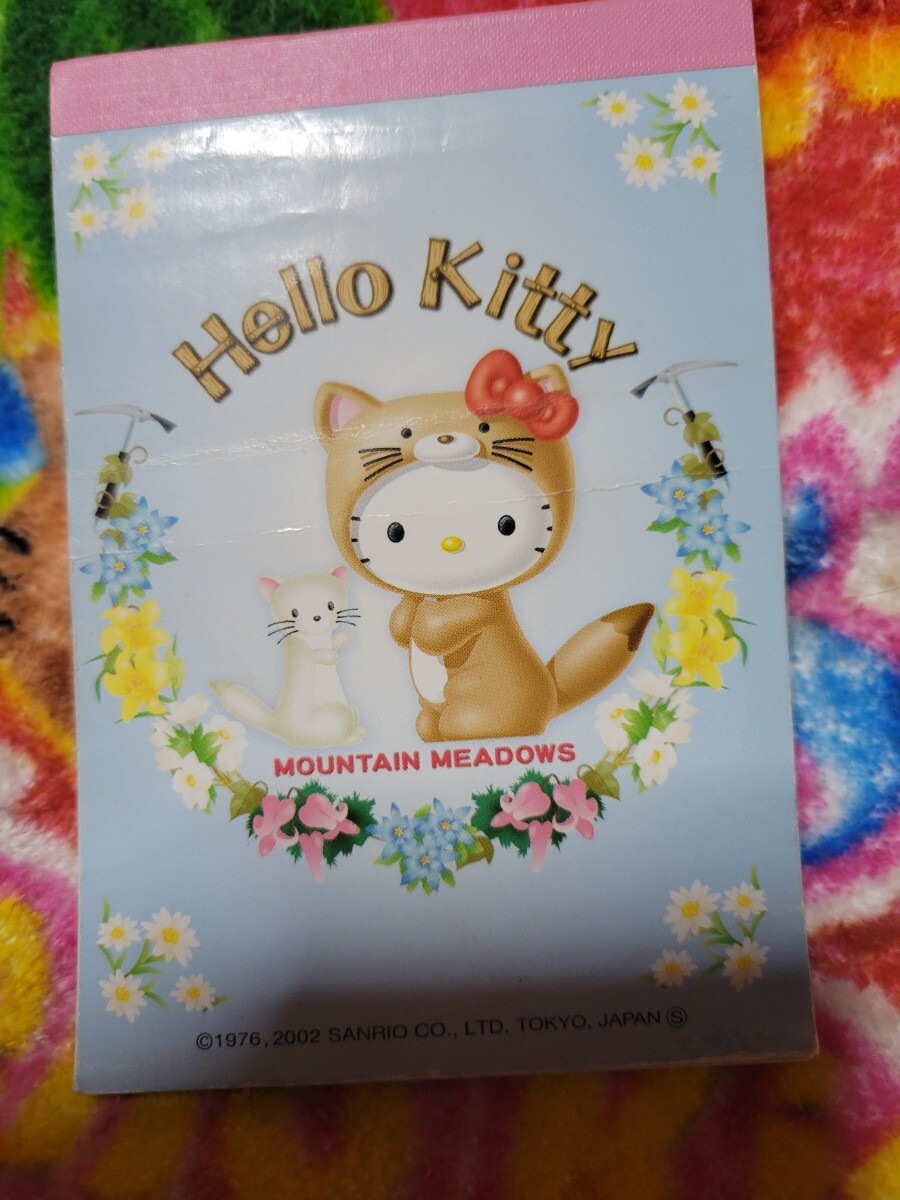 Hello Kitty
MOUNTAIN MEADOWS
©1976, 2002 SANRIO CO., LTD. TOKYO, JAPAN Ⓢ